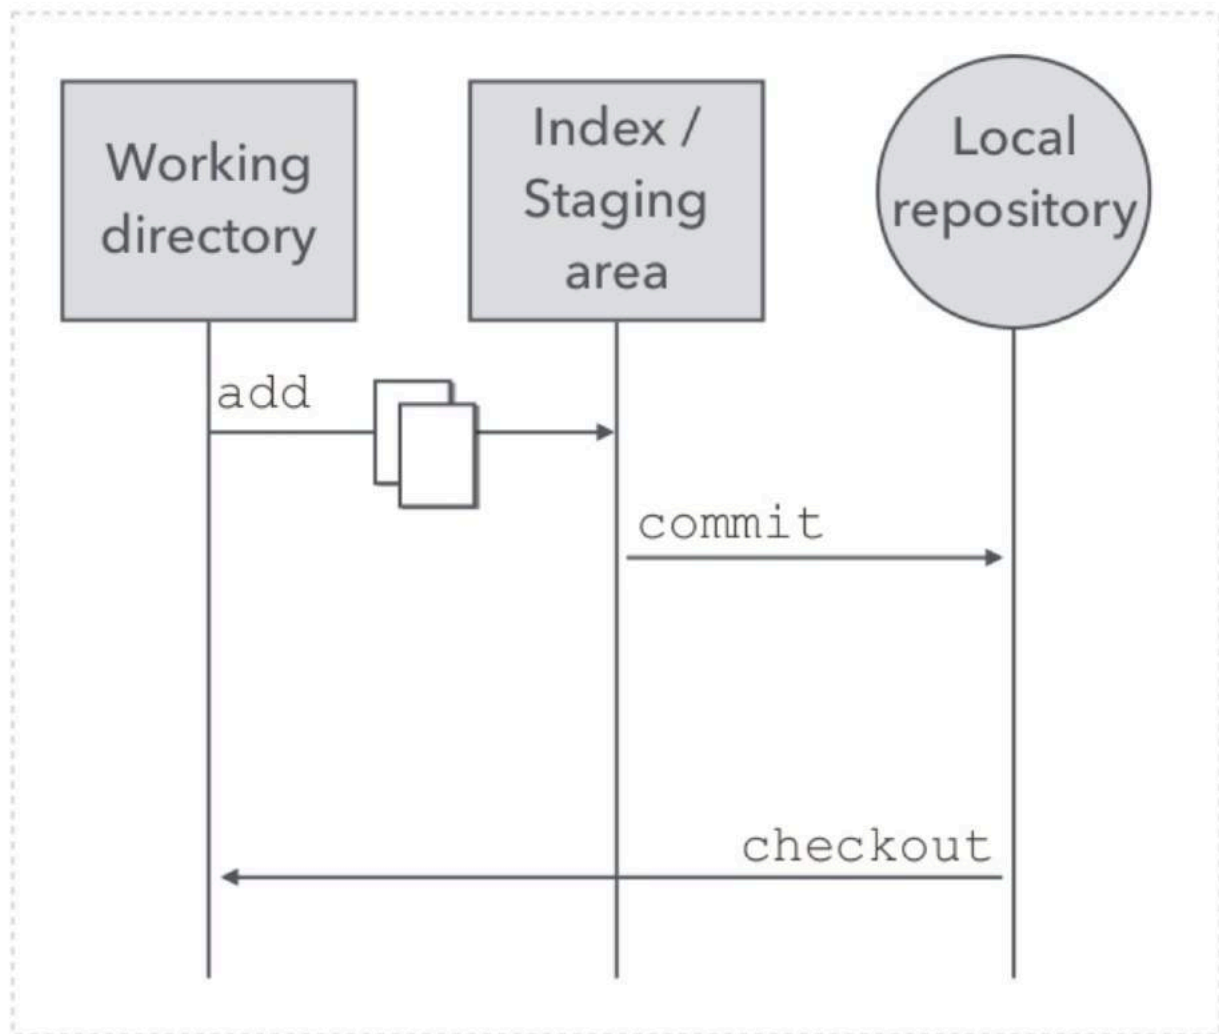 Working
directory
Index /
Staging
area
Local
repository
add
commit
checkout